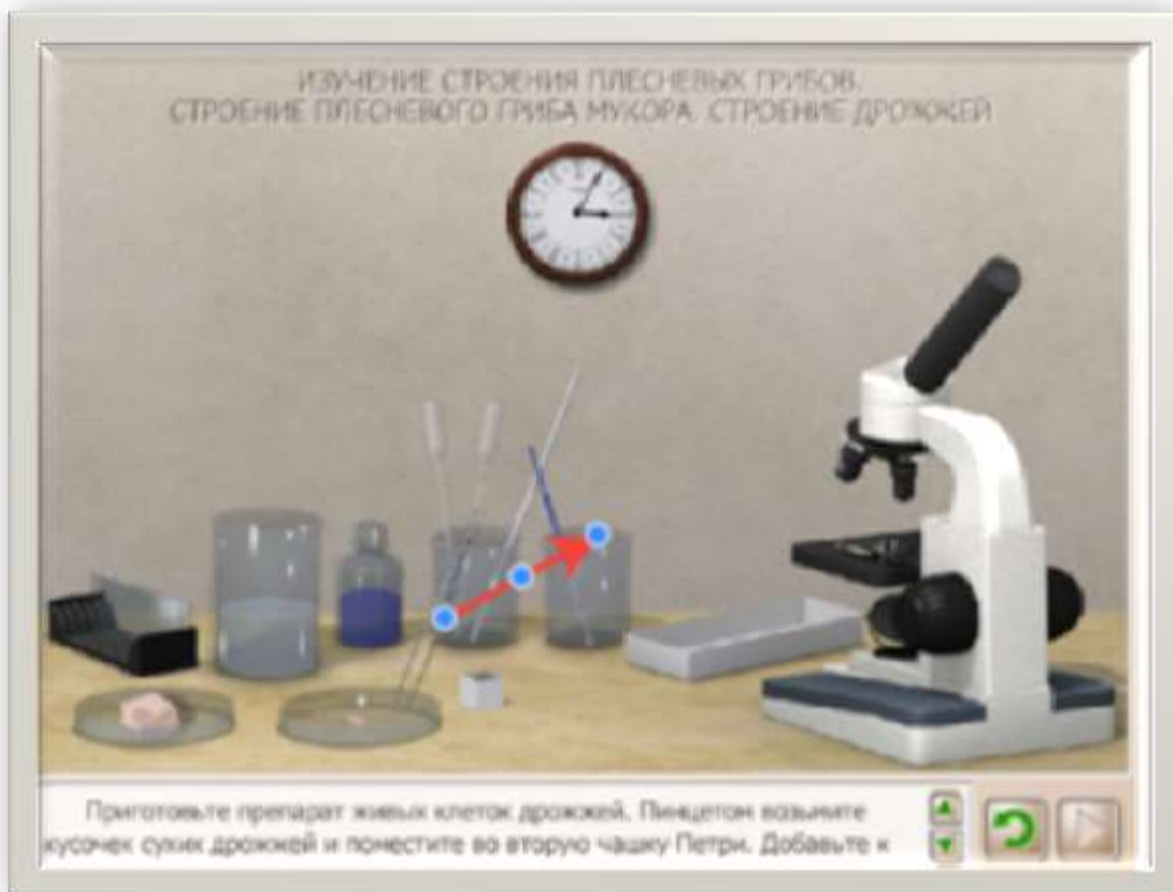 ИЗУЧЕНИЕ СТРОЕНИЯ ПЛЕСНЕВЫХ ГРИБОВ.
СТРОЕНИЕ ПЛЕСНЕВОГО ГРИБА МУКОРА. СТРОЕНИЕ ДРОЖЖЕЙ
Приготовьте препарат живых клеток дрожжей. Пинцетом возьмите
кусочек сухих дрожжей и поместите во вторую чашку Петри. Добавьте к